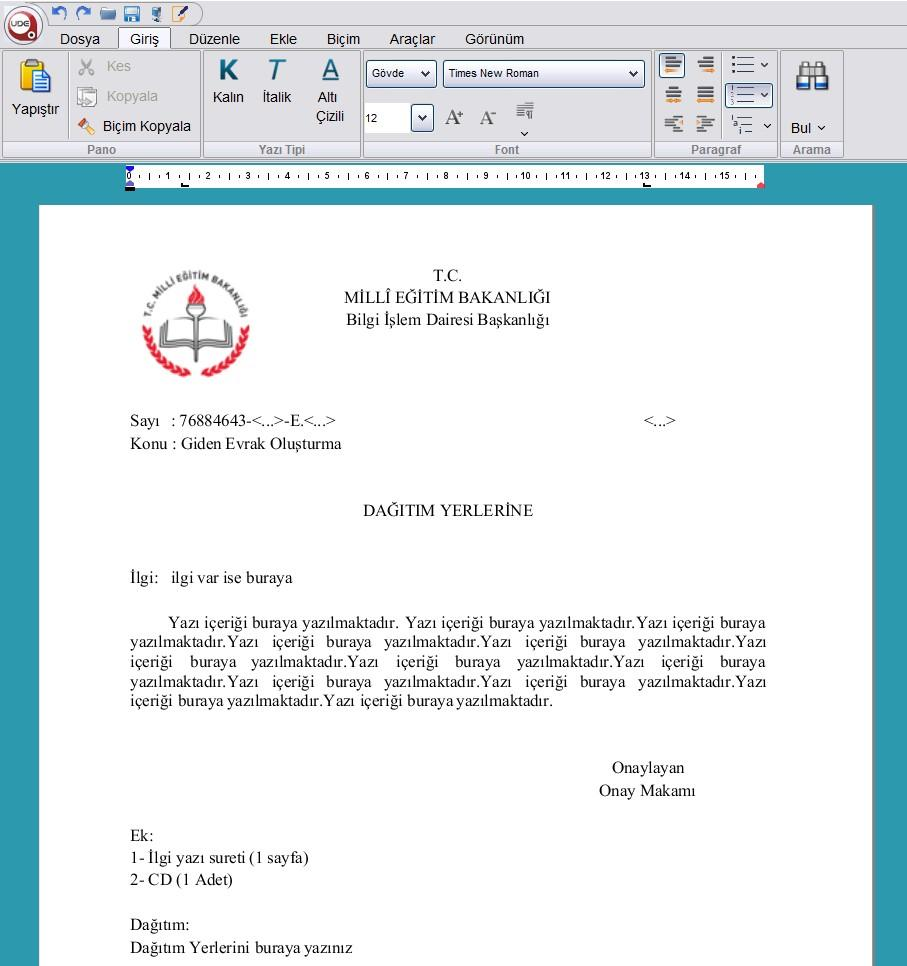 UDE
Dosya Giriş Düzenle Ekle Biçim Araçlar Görünüm
Yapıştır
Kes
Kopyala
Biçim Kopyala
Pano
K T A
Kalın İtalik Altı Çizili
Yazı Tipi
Gövde Times New Roman
12 A+ A-
Font
Paragraf
Bul
Arama
0 1 2 3 4 5 6 7 8 9 10 11 12 13 14 15
T.C. MİLLÎ EĞİTİM BAKANLIĞI
T.C.
MİLLÎ EĞİTİM BAKANLIĞI
Bilgi İşlem Dairesi Başkanlığı
Sayı : 76884643-<...>-E.<...> <...>
Konu : Giden Evrak Oluşturma
DAĞITIM YERLERİNE
İlgi: ilgi var ise buraya
Yazı içeriği buraya yazılmaktadır. Yazı içeriği buraya yazılmaktadır.Yazı içeriği buraya
yazılmaktadır.Yazı içeriği buraya yazılmaktadır.Yazı içeriği buraya yazılmaktadır.Yazı
içeriği buraya yazılmaktadır.Yazı içeriği buraya yazılmaktadır.Yazı içeriği buraya
yazılmaktadır.Yazı içeriği buraya yazılmaktadır.Yazı içeriği buraya yazılmaktadır.Yazı
içeriği buraya yazılmaktadır.Yazı içeriği buraya yazılmaktadır.
Onaylayan
Onay Makamı
Ek:
1- İlgi yazı sureti (1 sayfa)
2- CD (1 Adet)
Dağıtım:
Dağıtım Yerlerini buraya yazınız